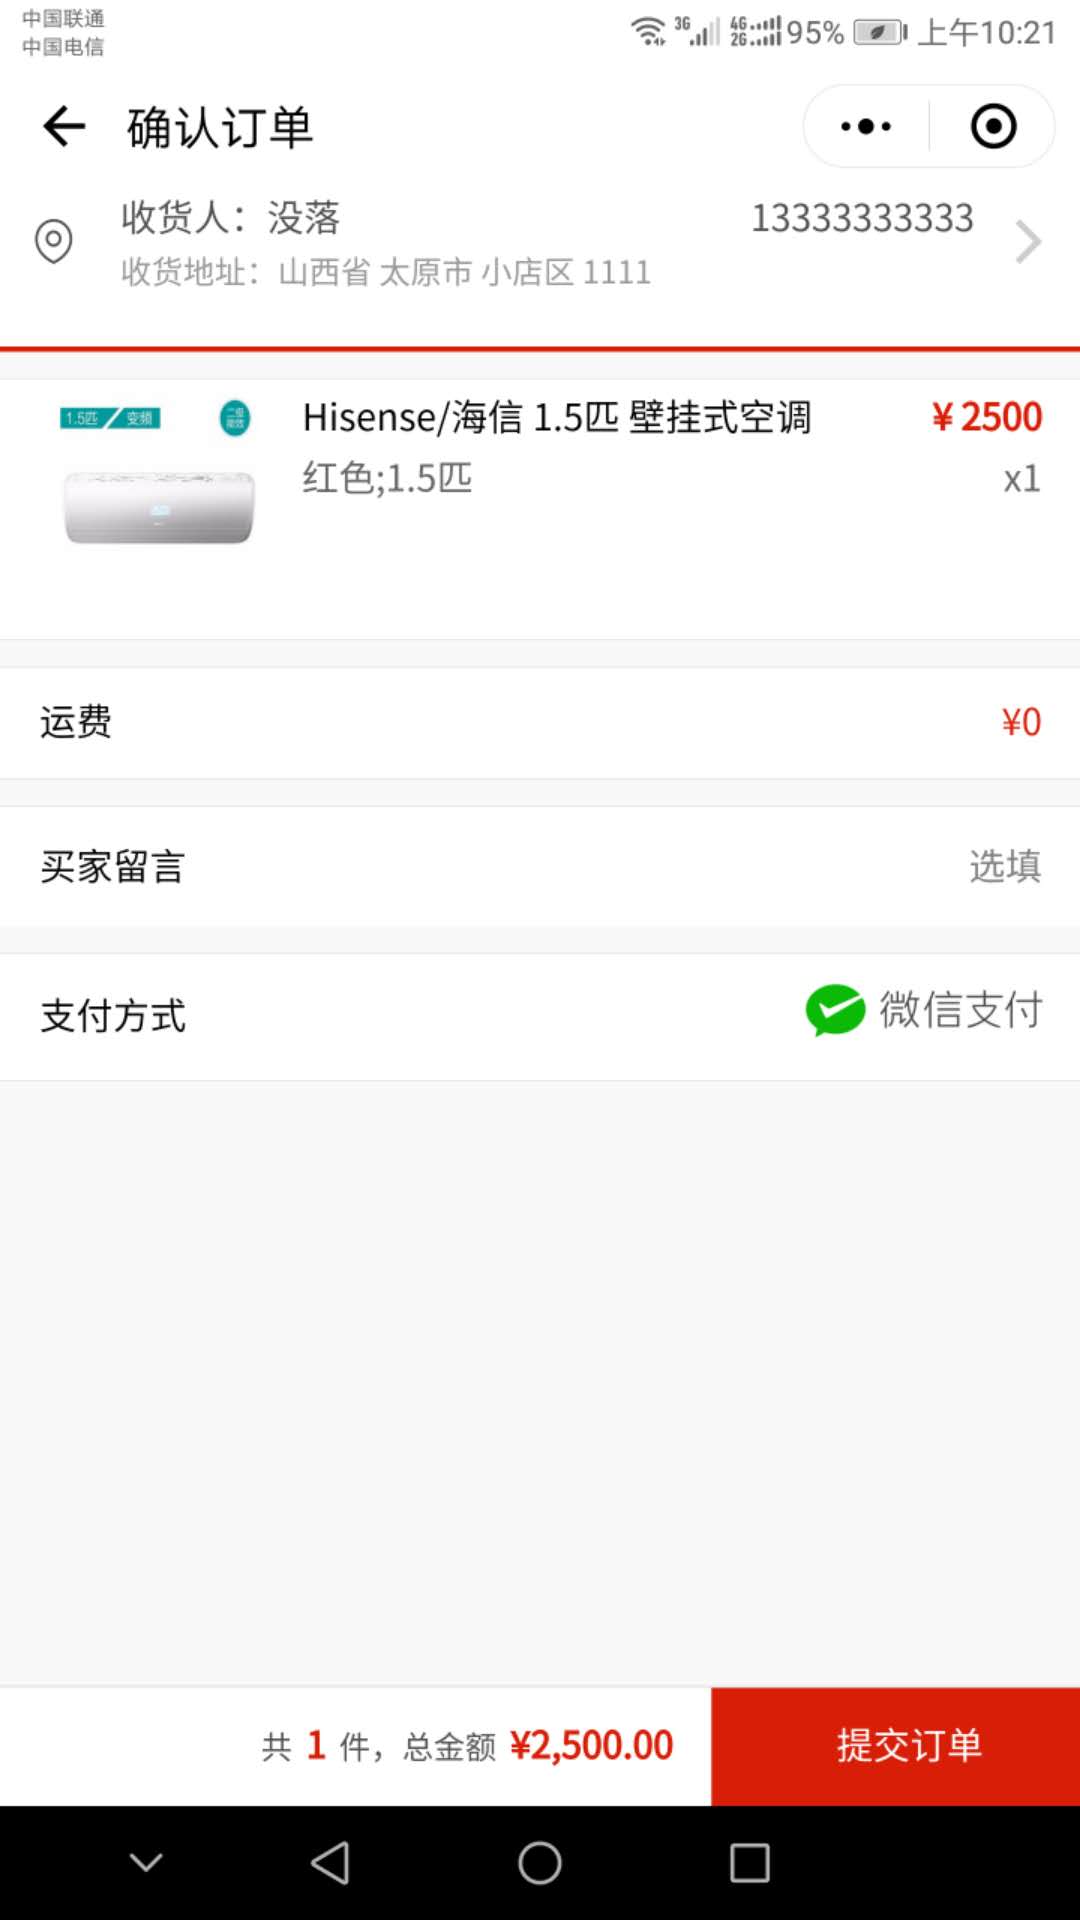 中国联通
中国电信
3G 4G 2G 95% 上午10:21
确认订单
收货人：没落 13333333333
收货地址：山西省 太原市 小店区 1111
1.5匹 变频 二级能效
Hisense/海信 1.5匹 壁挂式空调 ¥2500
红色;1.5匹 x1
运费 ¥0
买家留言 选填
支付方式 微信支付
共 1 件，总金额 ¥2,500.00 提交订单